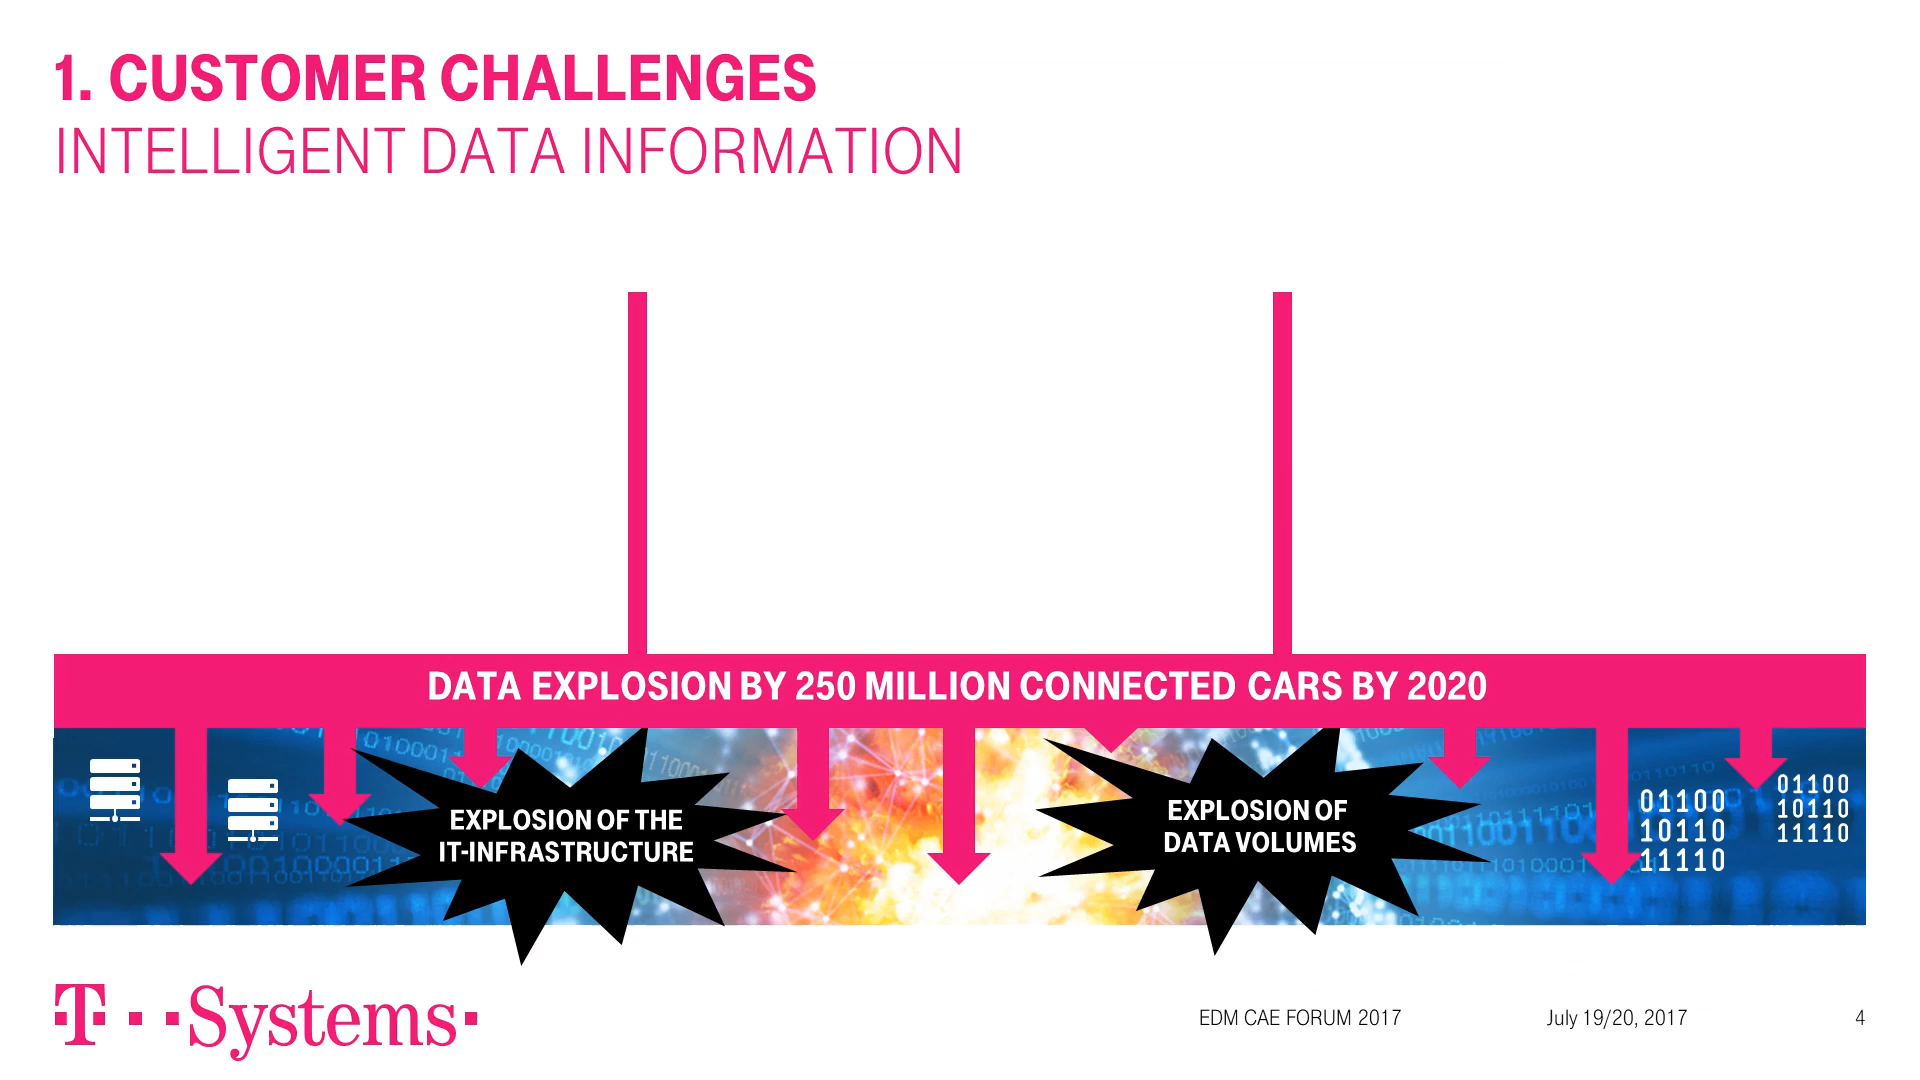 1. CUSTOMER CHALLENGES
INTELLIGENT DATA INFORMATION
DATA EXPLOSION BY 250 MILLION CONNECTED CARS BY 2020
EXPLOSION OF THE
IT-INFRASTRUCTURE
EXPLOSION OF
DATA VOLUMES
01100
10110
11110
01100
10110
11110
T Systems
EDM CAE FORUM 2017
July 19/20, 2017
4